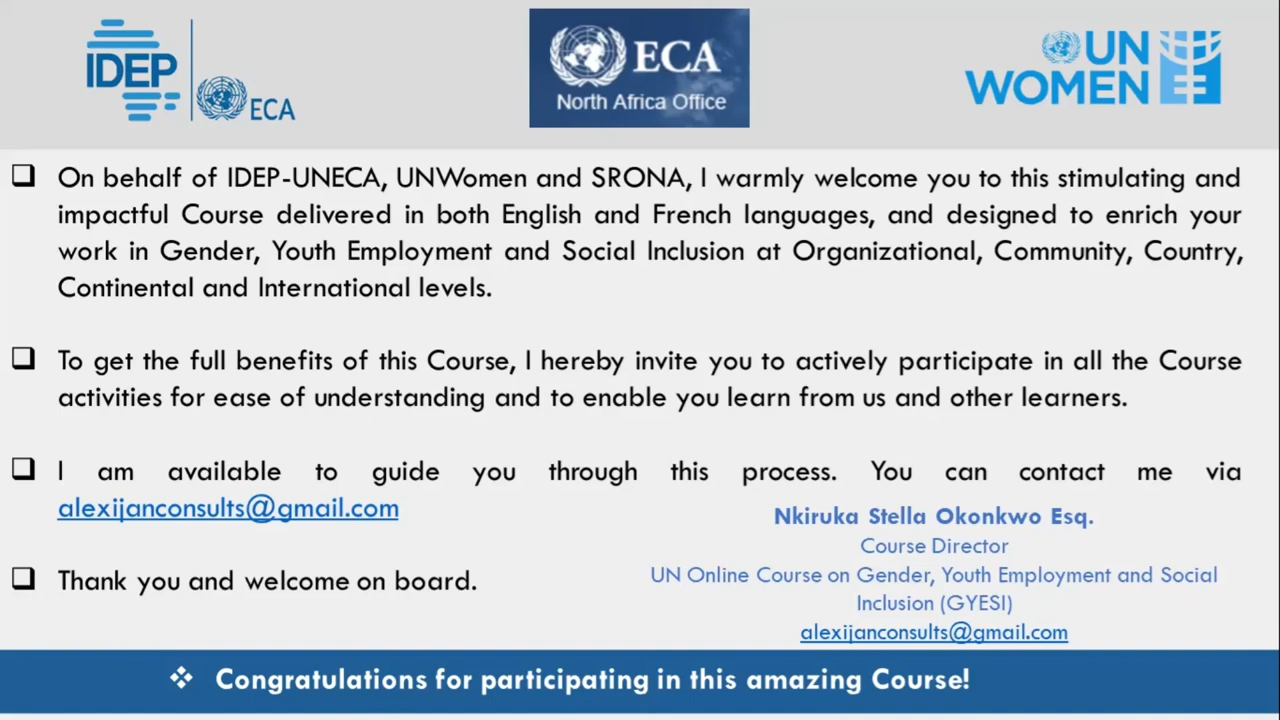 IDEP
ECA
ECA
North Africa Office
UN
WOMEN
❑ On behalf of IDEP-UNECA, UNWomen and SRONA, I warmly welcome you to this stimulating and
impactful Course delivered in both English and French languages, and designed to enrich your
work in Gender, Youth Employment and Social Inclusion at Organizational, Community, Country,
Continental and International levels.
❑ To get the full benefits of this Course, I hereby invite you to actively participate in all the Course
activities for ease of understanding and to enable you learn from us and other learners.
❑ I am available to guide you through this process. You can contact me via
alexijanconsults@gmail.com
❑ Thank you and welcome on board.
Nkiruka Stella Okonkwo Esq.
Course Director
UN Online Course on Gender, Youth Employment and Social
Inclusion (GYESI)
alexijanconsults@gmail.com
❖ Congratulations for participating in this amazing Course!